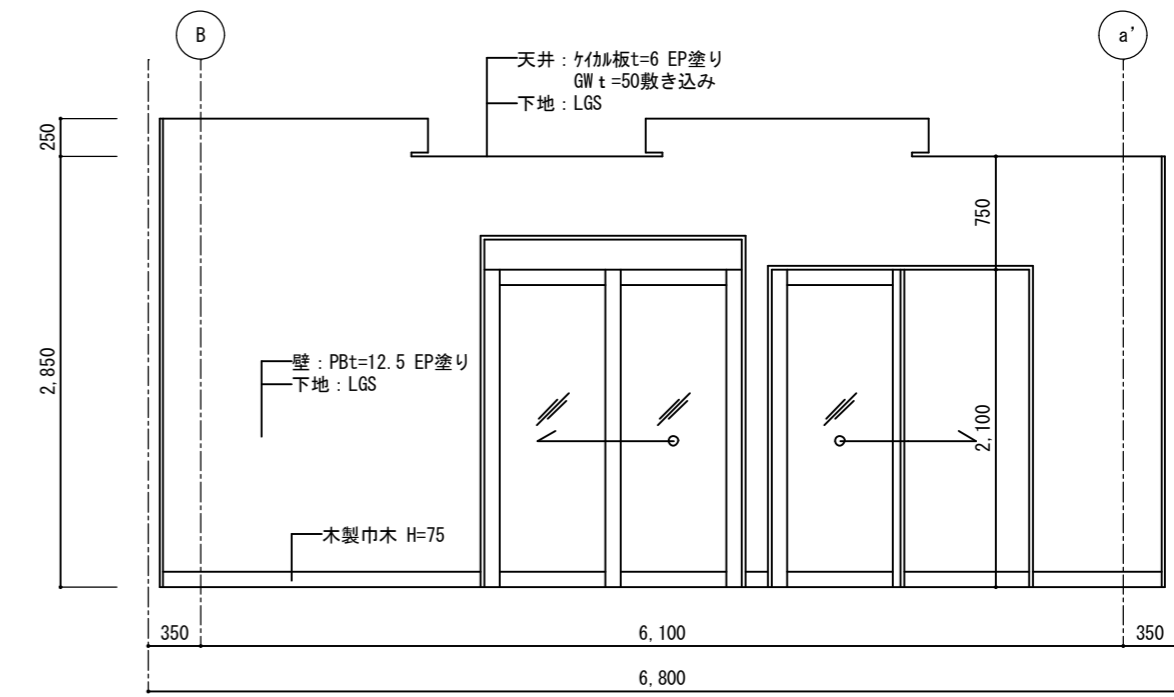 B
a'
天井：ケイカル板t=6 EP塗り
GWｔ=50敷き込み
下地：LGS
250
750
2,850
壁：PBt=12.5 EP塗り
下地：LGS
2,100
木製巾木 H=75
350
6,100
350
6,800